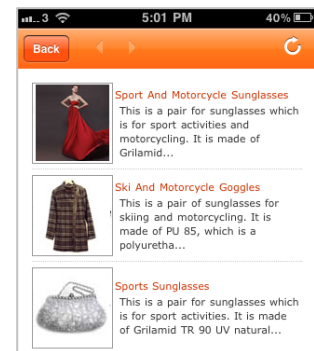 ...3 5:01 PM 40%
Back
Sport And Motorcycle Sunglasses
This is a pair for sunglasses which
is for sport activities and
motorcycling. It is made of
Grilamid...
Ski And Motorcycle Goggles
This is a pair of sunglasses for
skiing and motorcycling. It is
made of PU 85, which is a
polyuretha...
Sports Sunglasses
This is a pair for sunglasses which
is for sport activities. It is made
of Grilamid TR 90 UV natural...